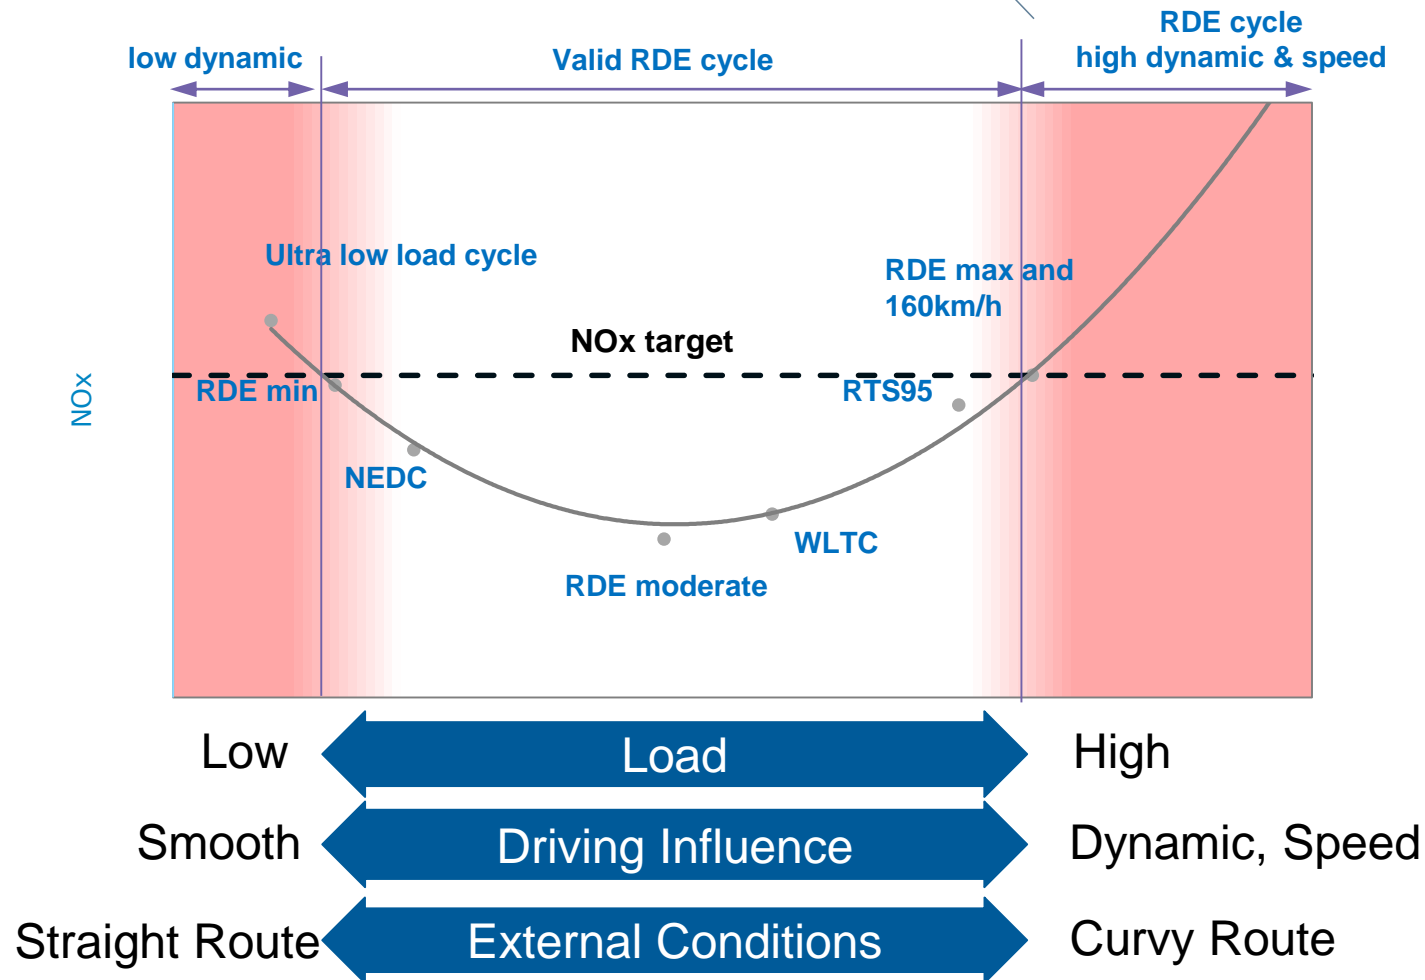 RDE cycle
low dynamic
Valid RDE cycle
high dynamic & speed
Ultra low load cycle
RDE max and
160km/h
NOx target
NOx
RDE min
RTS95
NEDC
WLTC
RDE moderate
Low
Load
High
Smooth
Driving Influence
Dynamic, Speed
Straight Route
External Conditions
Curvy Route